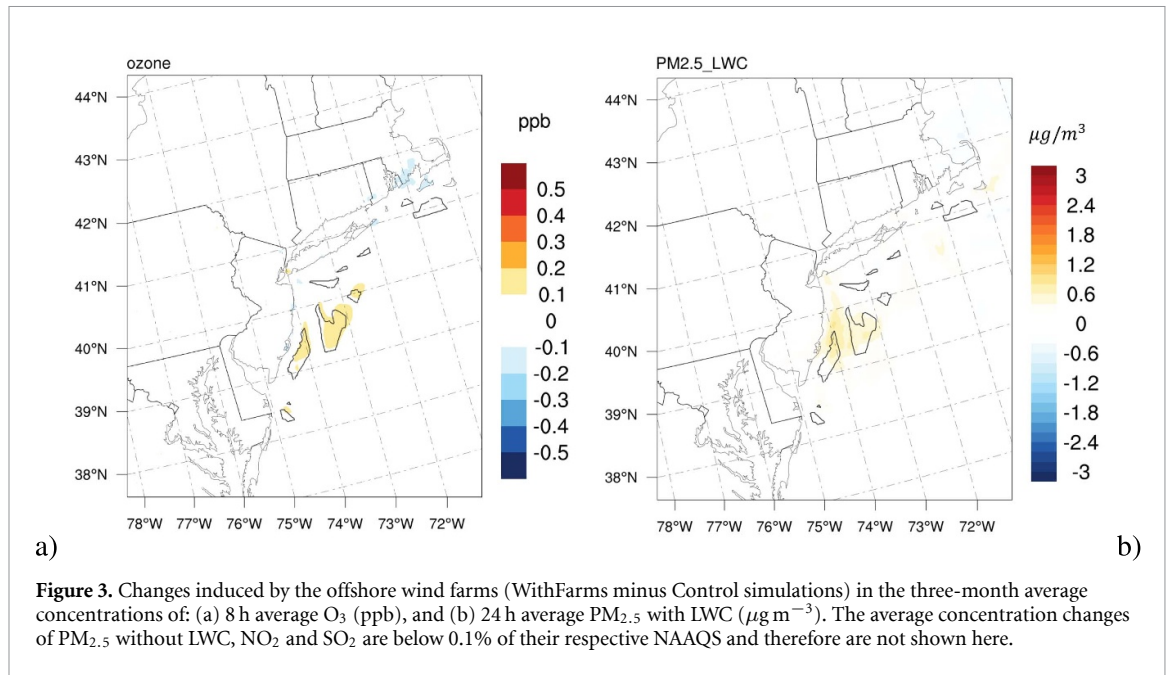 ozone
44°N
43°N
42°N
41°N
40°N
39°N
38°N
78°W 77°W 76°W 75°W 74°W 73°W 72°W
ppb
0.5
0.4
0.3
0.2
0.1
0
-0.1
-0.2
-0.3
-0.4
-0.5
a)
PM2.5_LWC
44°N
43°N
42°N
41°N
40°N
39°N
38°N
78°W 77°W 76°W 75°W 74°W 73°W 72°W
μg/m³
3
2.4
1.8
1.2
0.6
0
-0.6
-1.2
-1.8
-2.4
-3
b)
Figure 3. Changes induced by the offshore wind farms (WithFarms minus Control simulations) in the three-month average
concentrations of: (a) 8 h average O₃ (ppb), and (b) 24 h average PM₂.₅ with LWC (μg m⁻³). The average concentration changes
of PM₂.₅ without LWC, NO₂ and SO₂ are below 0.1% of their respective NAAQS and therefore are not shown here.